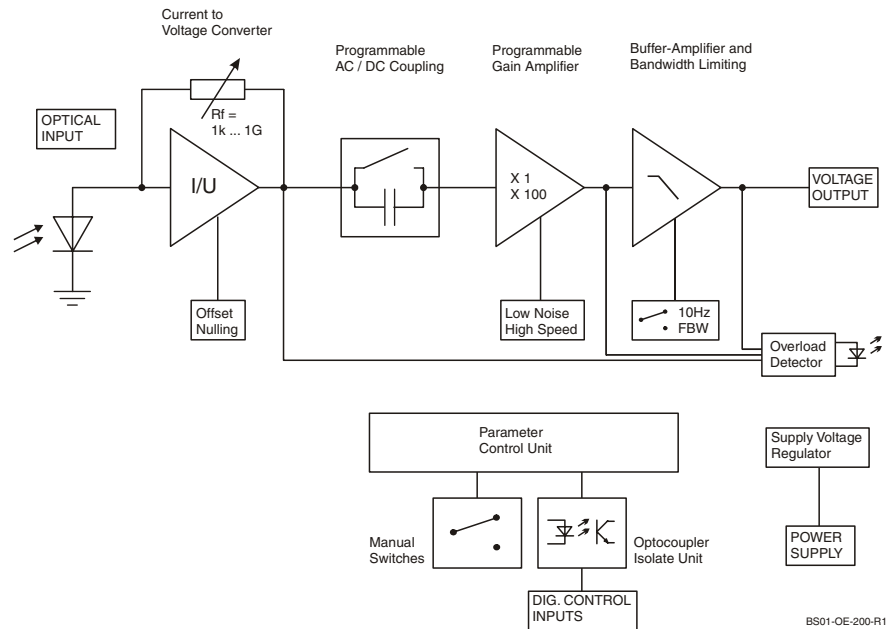 Current to
Voltage Converter
Programmable
AC / DC Coupling
Programmable
Gain Amplifier
Buffer-Amplifier and
Bandwidth Limiting
OPTICAL
INPUT
Rf =
1k ... 1G
I/U
X 1
X 100
VOLTAGE
OUTPUT
Offset
Nulling
Low Noise
High Speed
10Hz
FBW
Overload
Detector
Parameter
Control Unit
Supply Voltage
Regulator
Manual
Switches
Optocoupler
Isolate Unit
POWER
SUPPLY
DIG. CONTROL
INPUTS
BS01-OE-200-R1